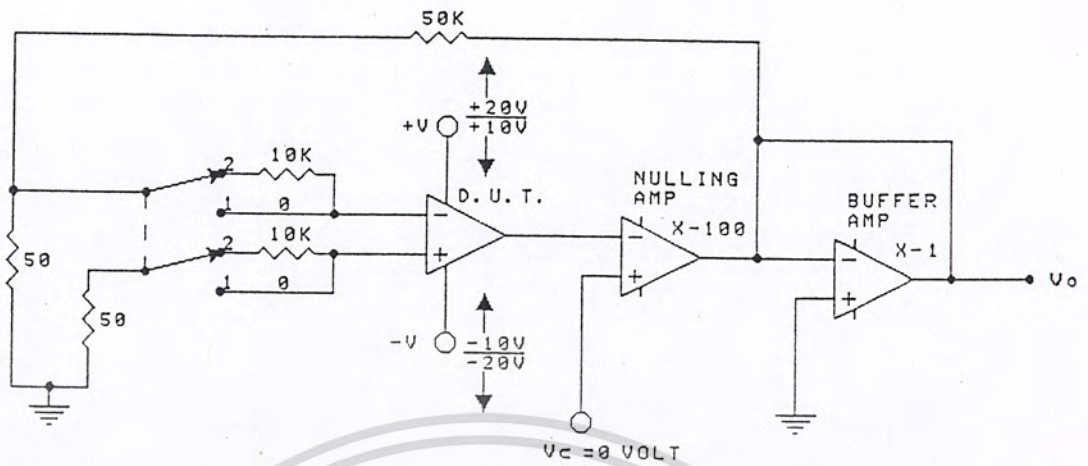 50K
+20V
+10V
+V
2
10K
D.U.T.
NULLING
AMP
BUFFER
AMP
1
0
-
-
X-100
-
X-1
2
10K
+
50
1
0
+
+
Vo
50
-V
-10V
-20V
Vc=0 VOLT